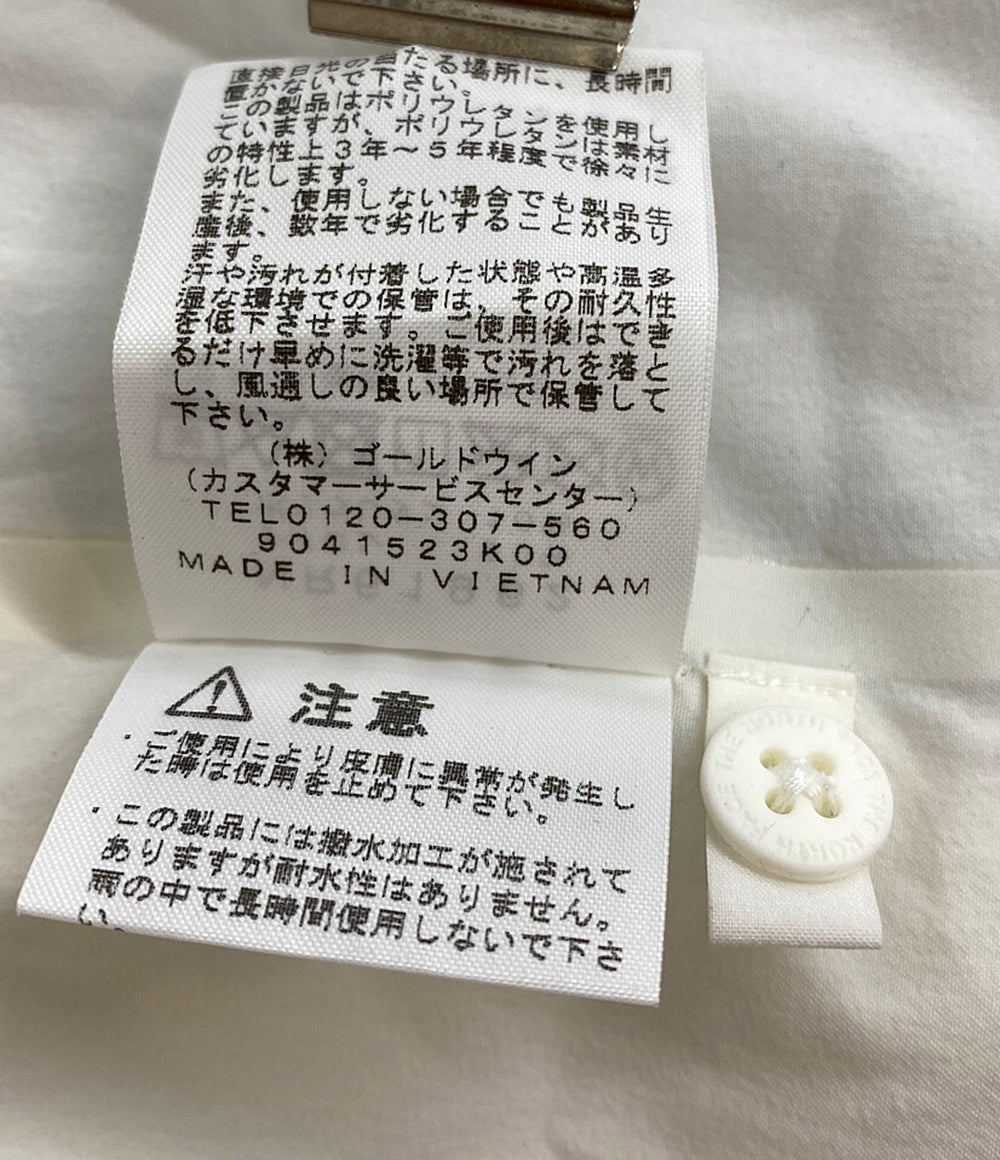 直接日光の当たる場所に、長時間
置かないで下さい。
この製品はポリウレタンを使用し
ていますが、ポリウレタンは素材
の特性上3年～5年程度で徐々に
劣化します。
また、使用しない場合でも製品生
産後、数年で劣化することがあり
ます。
汗や汚れが付着した状態や高温多
湿な環境での保管は、その耐久性
を低下させます。ご使用後はでき
るだけ早めに洗濯等で汚れを落と
し、風通しの良い場所で保管して
下さい。
(株) ゴールドウイン
(カスタマーサービスセンター)
TEL0120-307-560
9041523K00
MADE IN VIETNAM
注意
・ご使用により皮膚に異常が発生し
た時は使用を止めて下さい。
・この製品には撥水加工が施されて
ありますが耐水性はありません。
雨の中で長時間使用しないで下さ
い。
THE NORTH FACE THE NORTH FACE